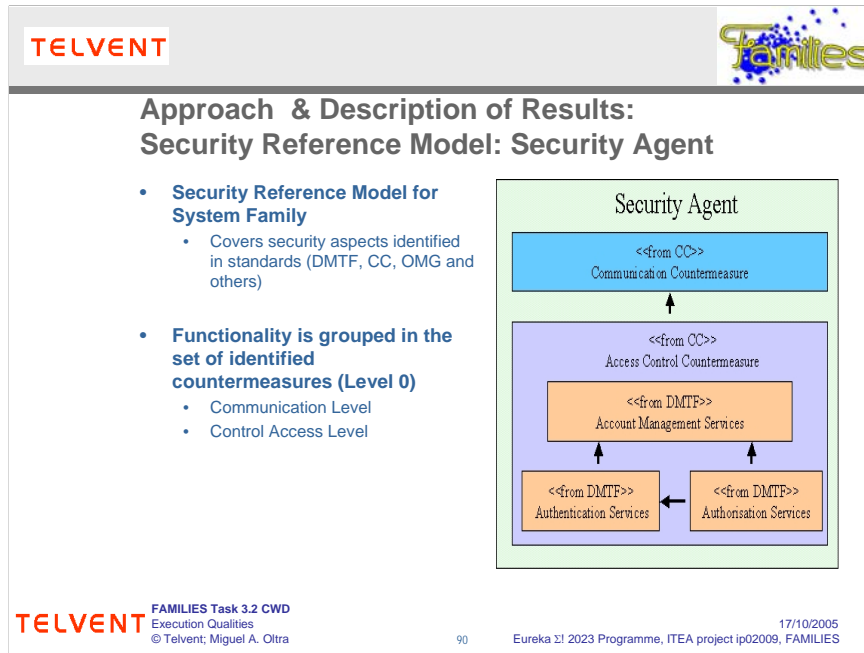 TELVENT
Families
Approach & Description of Results:
Security Reference Model: Security Agent
• Security Reference Model for
System Family
• Covers security aspects identified
in standards (DMTF, CC, OMG and
others)
• Functionality is grouped in the
set of identified
countermeasures (Level 0)
• Communication Level
• Control Access Level
Security Agent
<<from CC>>
Communication Countermeasure
<<from CC>>
Access Control Countermeasure
<<from DMTF>>
Account Management Services
<<from DMTF>>
Authentication Services
<<from DMTF>>
Authorisation Services
TELVENT
FAMILIES Task 3.2 CWD
Execution Qualities
© Telvent; Miguel A. Oltra
90
17/10/2005
Eureka Σ! 2023 Programme, ITEA project ip02009, FAMILIES